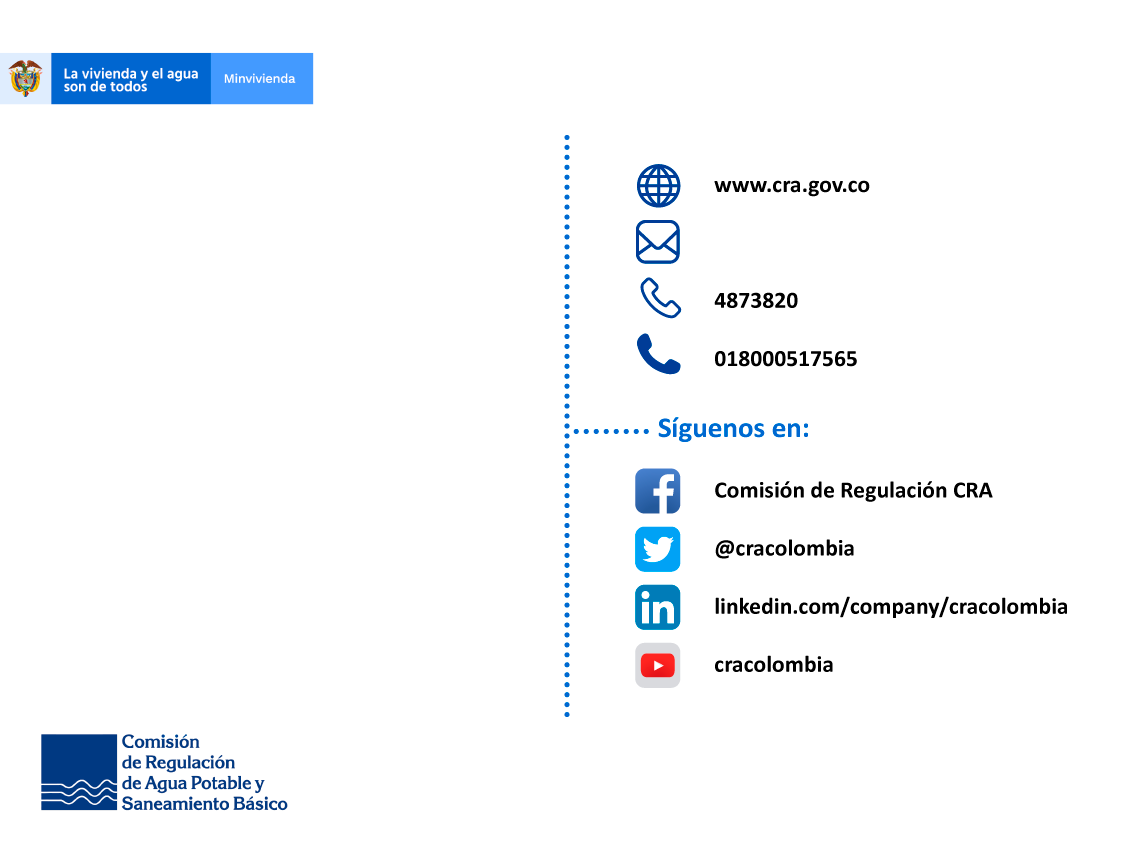 La vivienda y el agua
son de todos
Minvivienda
www.cra.gov.co
4873820
018000517565
Síguenos en:
Comisión de Regulación CRA
@cracolombia
linkedin.com/company/cracolombia
cracolombia
Comisión
de Regulación
de Agua Potable y
Saneamiento Básico